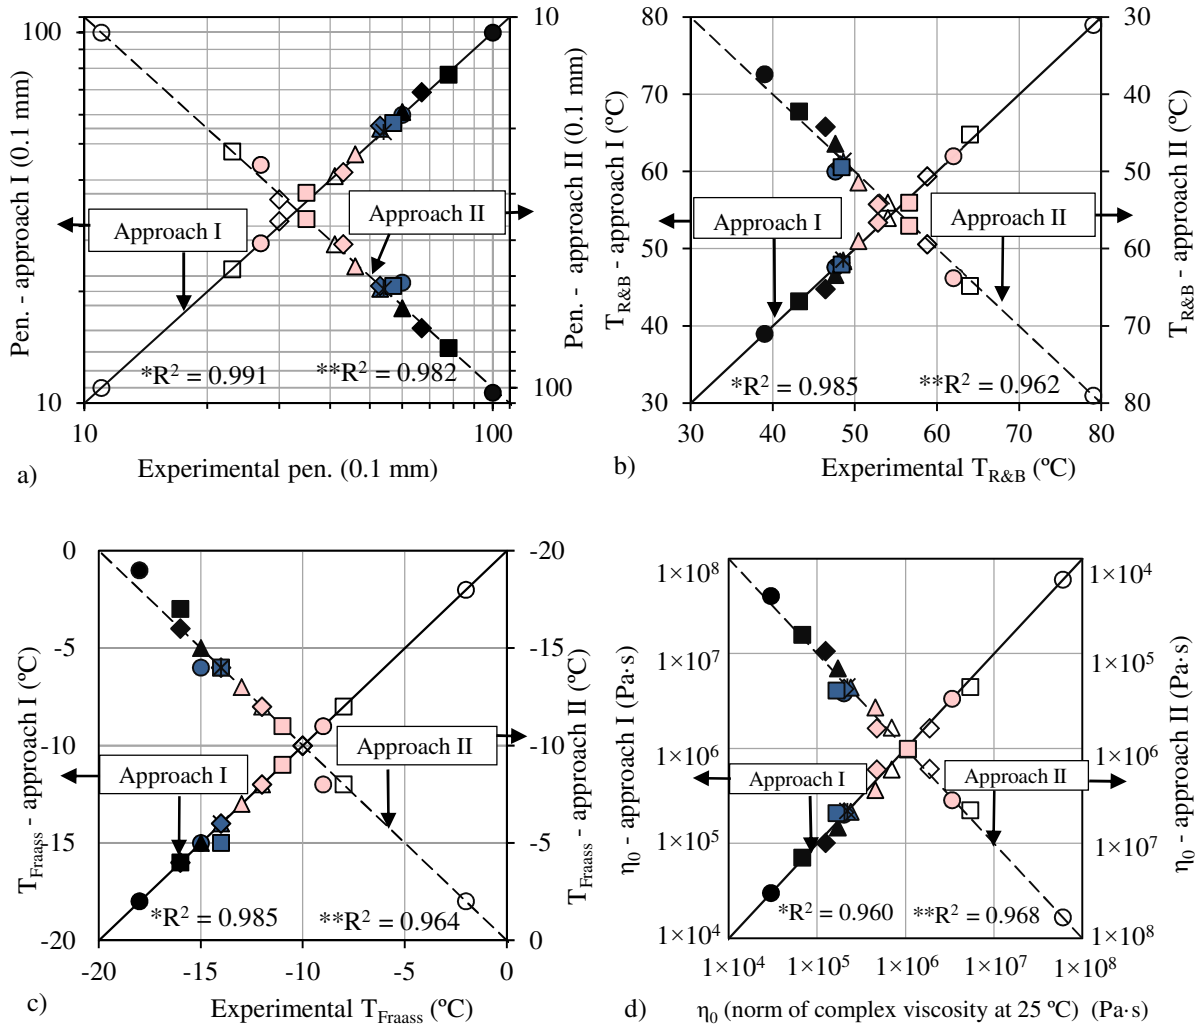 100
10
10
100
10
100
Pen. - approach I (0.1 mm)
Pen. - approach II (0.1 mm)
Approach I
Approach II
*R² = 0.991
**R² = 0.982
a)
Experimental pen. (0.1 mm)
80
70
60
50
40
30
30
40
50
60
70
80
30
40
50
60
70
80
T_R&B - approach I (ºC)
T_R&B - approach II (ºC)
Approach I
Approach II
*R² = 0.985
**R² = 0.962
b)
Experimental T_R&B (ºC)
0
-5
-10
-15
-20
-20
-15
-10
-5
0
-20
-15
-10
-5
0
T_Fraass - approach I (ºC)
T_Fraass - approach II (ºC)
Approach I
Approach II
*R² = 0.985
**R² = 0.964
c)
Experimental T_Fraass (ºC)
1×10⁸
1×10⁷
1×10⁶
1×10⁵
1×10⁴
1×10⁴
1×10⁵
1×10⁶
1×10⁷
1×10⁸
1×10⁴
1×10⁵
1×10⁶
1×10⁷
1×10⁸
η₀ - approach I (Pa·s)
η₀ - approach II (Pa·s)
Approach I
Approach II
*R² = 0.960
**R² = 0.968
d)
η₀ (norm of complex viscosity at 25 ºC) (Pa·s)